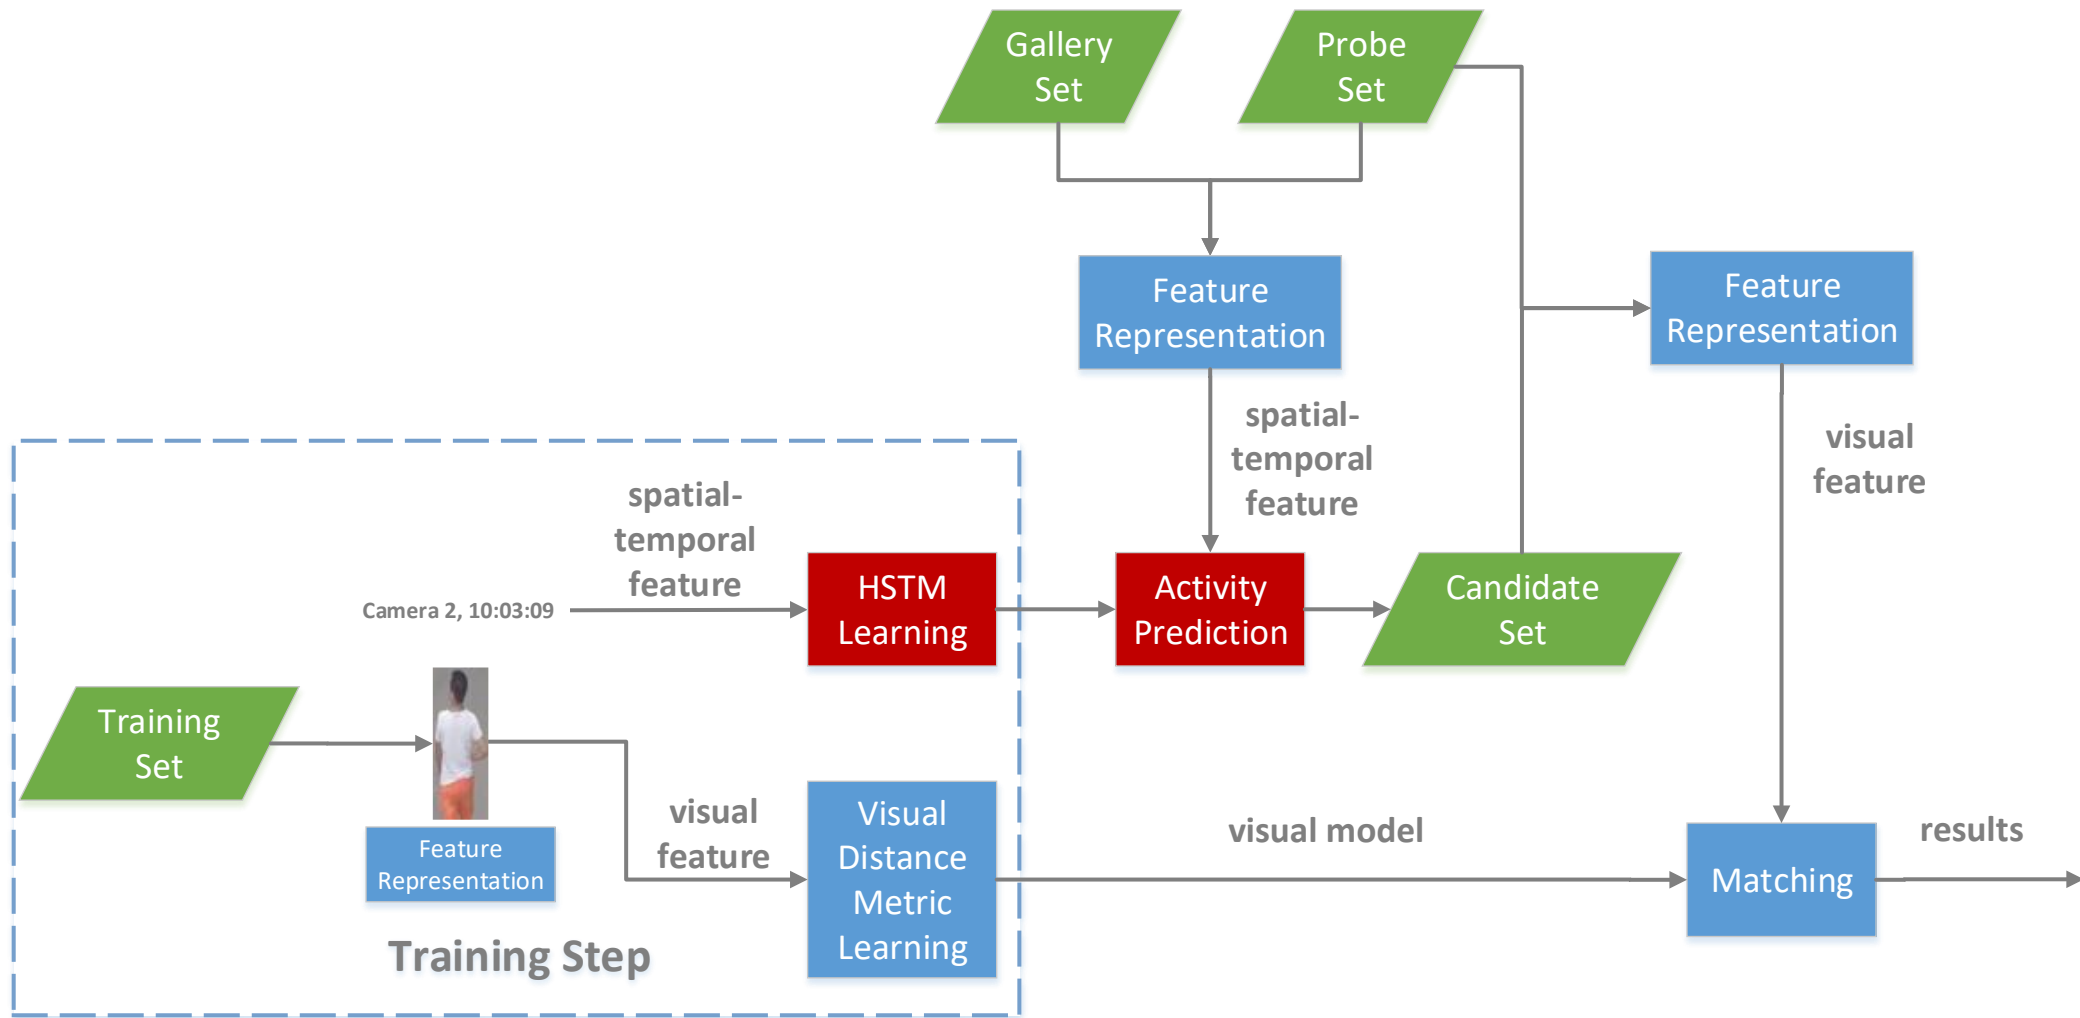 Gallery
Set
Probe
Set
Feature
Representation
Feature
Representation
spatial-
temporal
feature
visual
feature
spatial-
temporal
feature
Camera 2, 10:03:09
HSTM
Learning
Activity
Prediction
Candidate
Set
Training
Set
Feature
Representation
visual
feature
Visual
Distance
Metric
Learning
visual model
Matching
results
Training Step